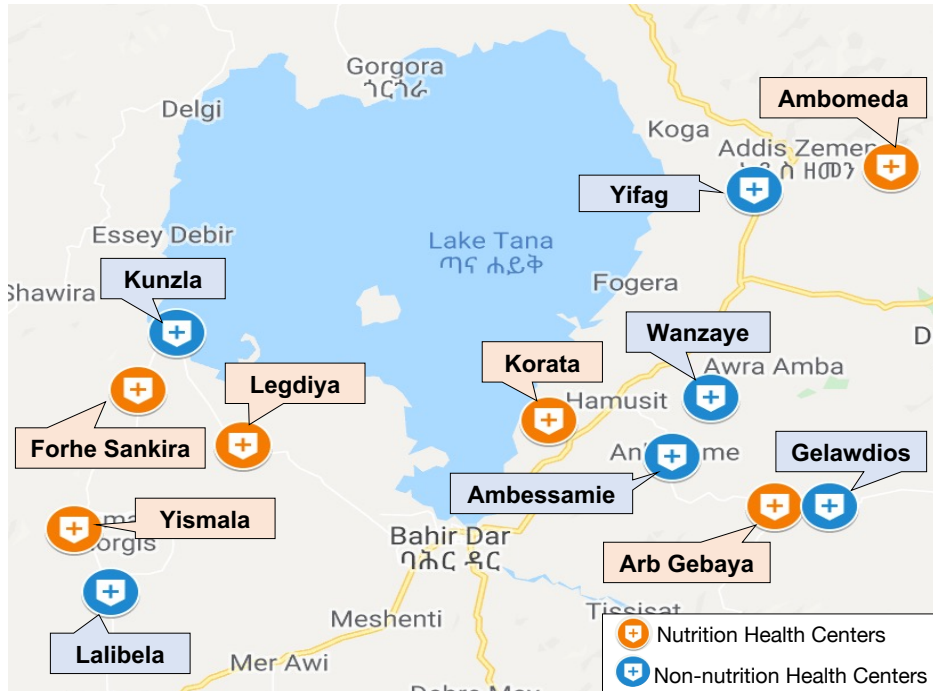 Gorgora
ጎርጎራ
Delgi
Ambomeda
Koga
Addis Zemen
አዲስ ዘመን
Yifag
Essey Debir
Lake Tana
ጣና ሐይቅ
Kunzla
Shawira
Fogera
Wanzaye
D
Korata
Awra Amba
Legdiya
Hamusit
Forhe Sankira
Gelawdios
Ambessamie
Yismala
Bahir Dar
ባሕር ዳር
Arb Gebaya
Tissisat
Meshenti
Lalibela
Mer Awi
Nutrition Health Centers
Non-nutrition Health Centers